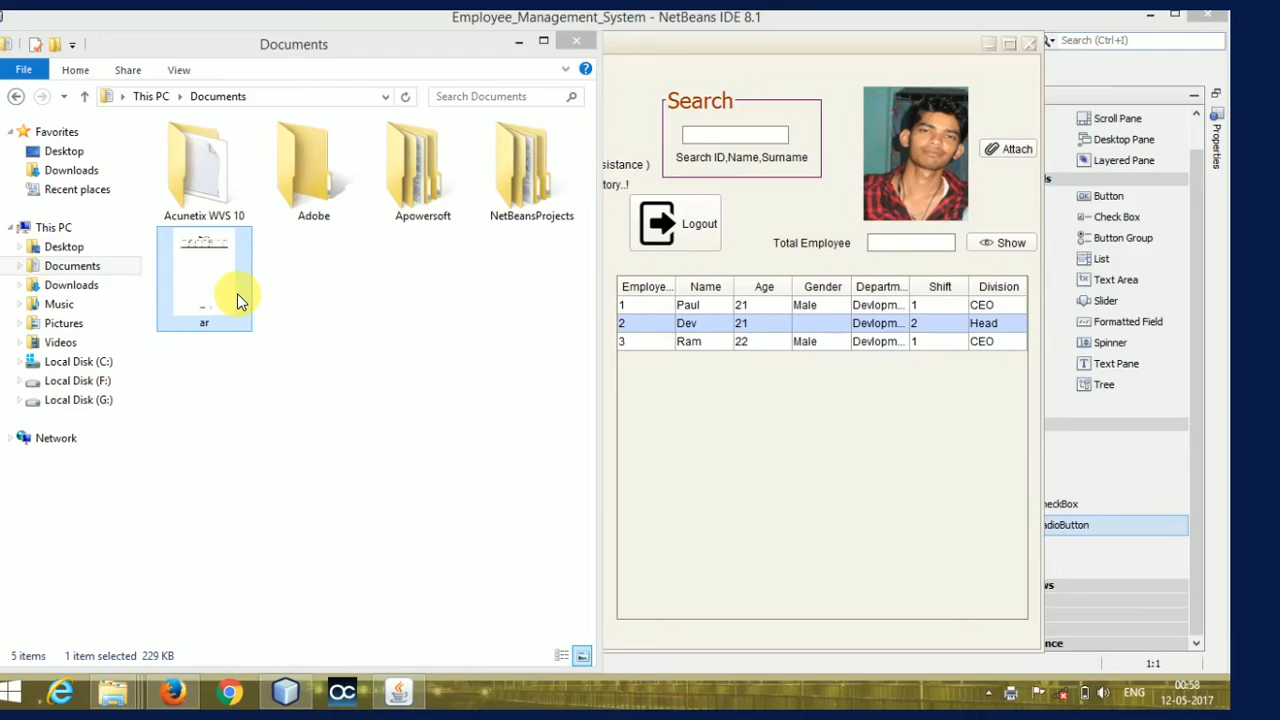 Employee_Management_System - NetBeans IDE 8.1
Documents
Search (Ctrl+I)
File
Home
Share
View
This PC
Documents
Search Documents
Favorites
Desktop
Downloads
Recent places
This PC
Desktop
Documents
Downloads
Music
Pictures
Videos
Local Disk (C:)
Local Disk (F:)
Local Disk (G:)
Network
Acunetix WVS 10
Adobe
Apowersoft
NetBeansProjects
ar
5 items
1 item selected 229 KB
Search
Search ID,Name,Surname
sistance )
tory..!
Logout
Attach
Total Employee
Show
Employe... Name Age Gender Departm... Shift Division
1 Paul 21 Male Devlopm... 1 CEO
2 Dev 21 Devlopm... 2 Head
3 Ram 22 Male Devlopm... 1 CEO
Scroll Pane
Desktop Pane
Layered Pane
ls
Button
Check Box
Button Group
List
Text Area
Slider
Formatted Field
Spinner
Text Pane
Tree
Properties
heckBox
adioButton
ws
nce
1:1
OC
ENG
00:58
12-05-2017